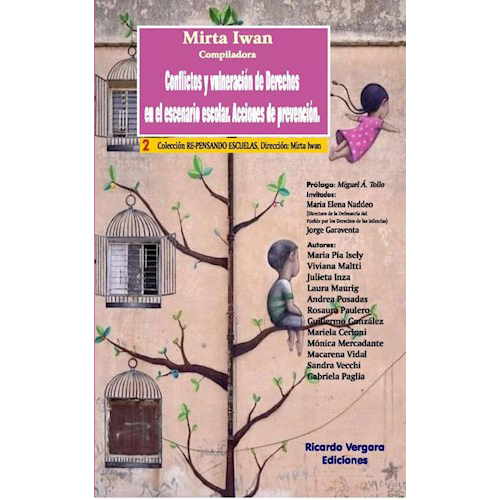 Mirta Iwan
Compiladora
Conflictos y vulneración de Derechos
en el escenario escolar. Acciones de prevención.
2 Colección RE-PENSANDO ESCUELAS, Dirección: Mirta Iwan
Prólogo: Miguel Á. Tollo
Invitados:
María Elena Naddeo
(Directora de la Defensoría del
Pueblo por los Derechos de las Infancias)
Jorge Garaventa
Autores:
Maria Pía Isely
Viviana Maltti
Julieta Inza
Laura Maurig
Andrea Posadas
Rosaura Paulero
Guillermo González
Mariela Cerioni
Mónica Mercadante
Macarena Vidal
Sandra Vecchi
Gabriela Paglia
Ricardo Vergara
Ediciones